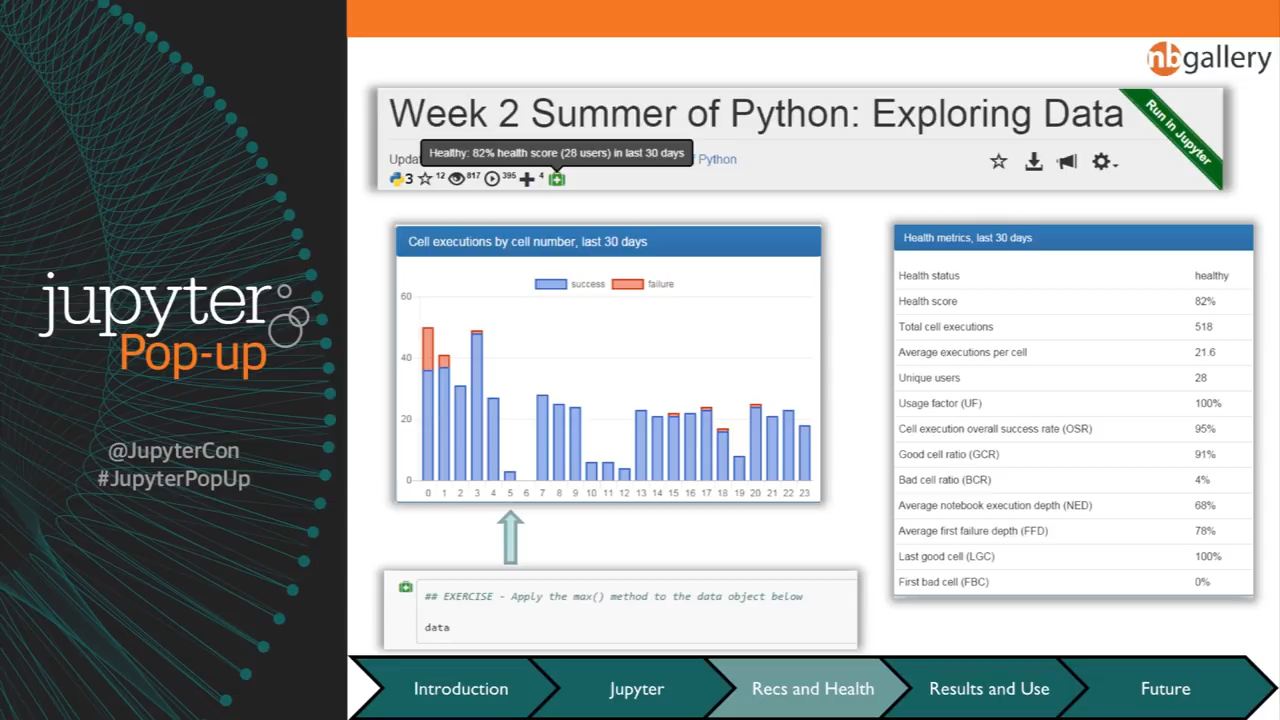 nbgallery
Week 2 Summer of Python: Exploring Data
Run in Jupyter
Healthy: 82% health score (28 users) in last 30 days
Upda
Python
3 12 817 395 4
Cell executions by cell number, last 30 days
success failure
60
40
20
0
0 1 2 3 4 5 6 7 8 9 10 11 12 13 14 15 16 17 18 19 20 21 22 23
Health metrics, last 30 days
Health status healthy
Health score 82%
Total cell executions 518
Average executions per cell 21.6
Unique users 28
Usage factor (UF) 100%
Cell execution overall success rate (OSR) 95%
Good cell ratio (GCR) 91%
Bad cell ratio (BCR) 4%
Average notebook execution depth (NED) 68%
Average first failure depth (FFD) 78%
Last good cell (LGC) 100%
First bad cell (FBC) 0%
## EXERCISE - Apply the max() method to the data object below
data
jupyter
Pop-up
@JupyterCon
#JupyterPopUp
Introduction
Jupyter
Recs and Health
Results and Use
Future